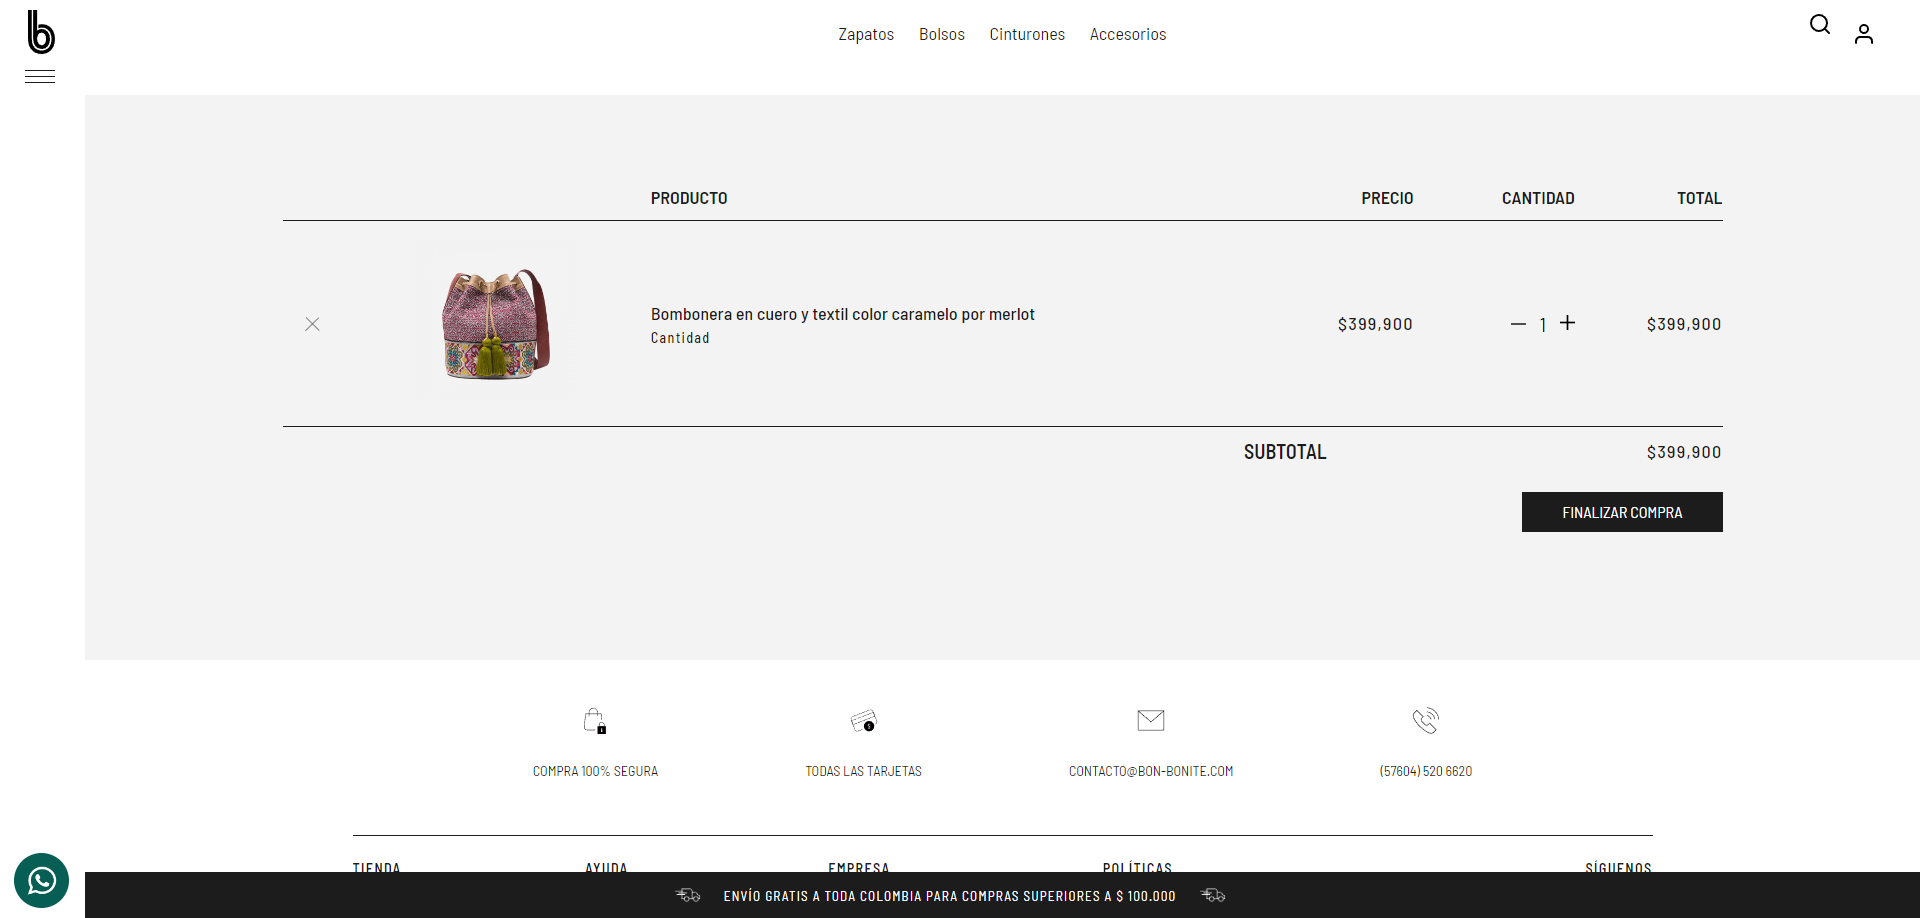 b
Zapatos Bolsos Cinturones Accesorios
PRODUCTO PRECIO CANTIDAD TOTAL
Bombonera en cuero y textil color caramelo por merlot
Cantidad
$399,900 — 1 + $399,900
SUBTOTAL $399,900
FINALIZAR COMPRA
COMPRA 100% SEGURA TODAS LAS TARJETAS CONTACTO@BON-BONITE.COM (57604) 520 6620
TIENDA AYUDA EMPRESA POLÍTICAS SÍGUENOS
ENVÍO GRATIS A TODA COLOMBIA PARA COMPRAS SUPERIORES A $ 100.000